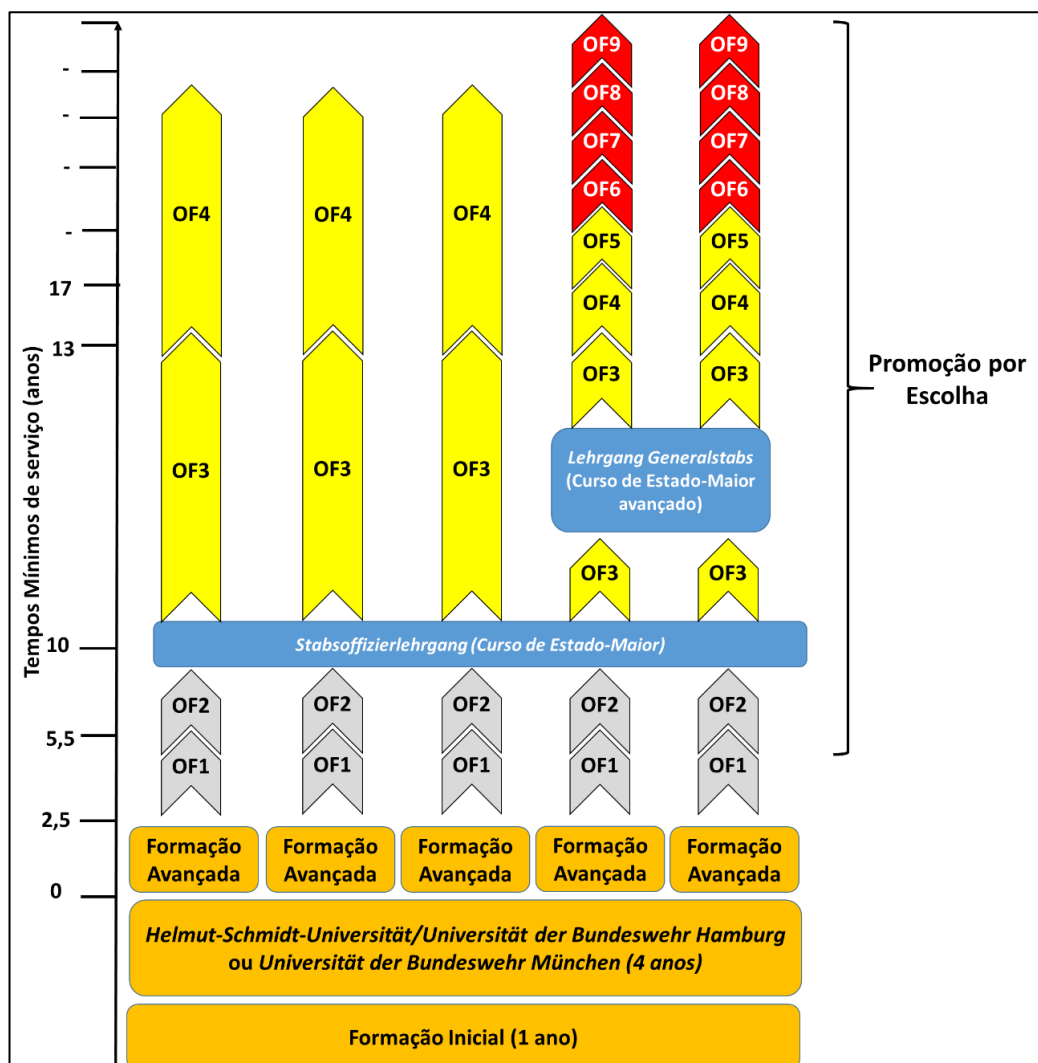 OF9 OF9
-
OF8 OF8
-
OF7 OF7
-
OF6 OF6
OF4 OF4 OF4
-
OF5 OF5
17
OF4 OF4
13
OF3 OF3
Promoção por
Escolha
Tempos Mínimos de serviço (anos)
OF3 OF3 OF3
Lehrgang Generalstabs
(Curso de Estado-Maior
avançado)
OF3 OF3
10
Stabsoffizierlehrgang (Curso de Estado-Maior)
OF2 OF2 OF2 OF2 OF2
5,5
OF1 OF1 OF1 OF1 OF1
2,5
Formação Formação Formação Formação Formação
Avançada Avançada Avançada Avançada Avançada
0
Helmut-Schmidt-Universität/Universität der Bundeswehr Hamburg
ou Universität der Bundeswehr München (4 anos)
Formação Inicial (1 ano)